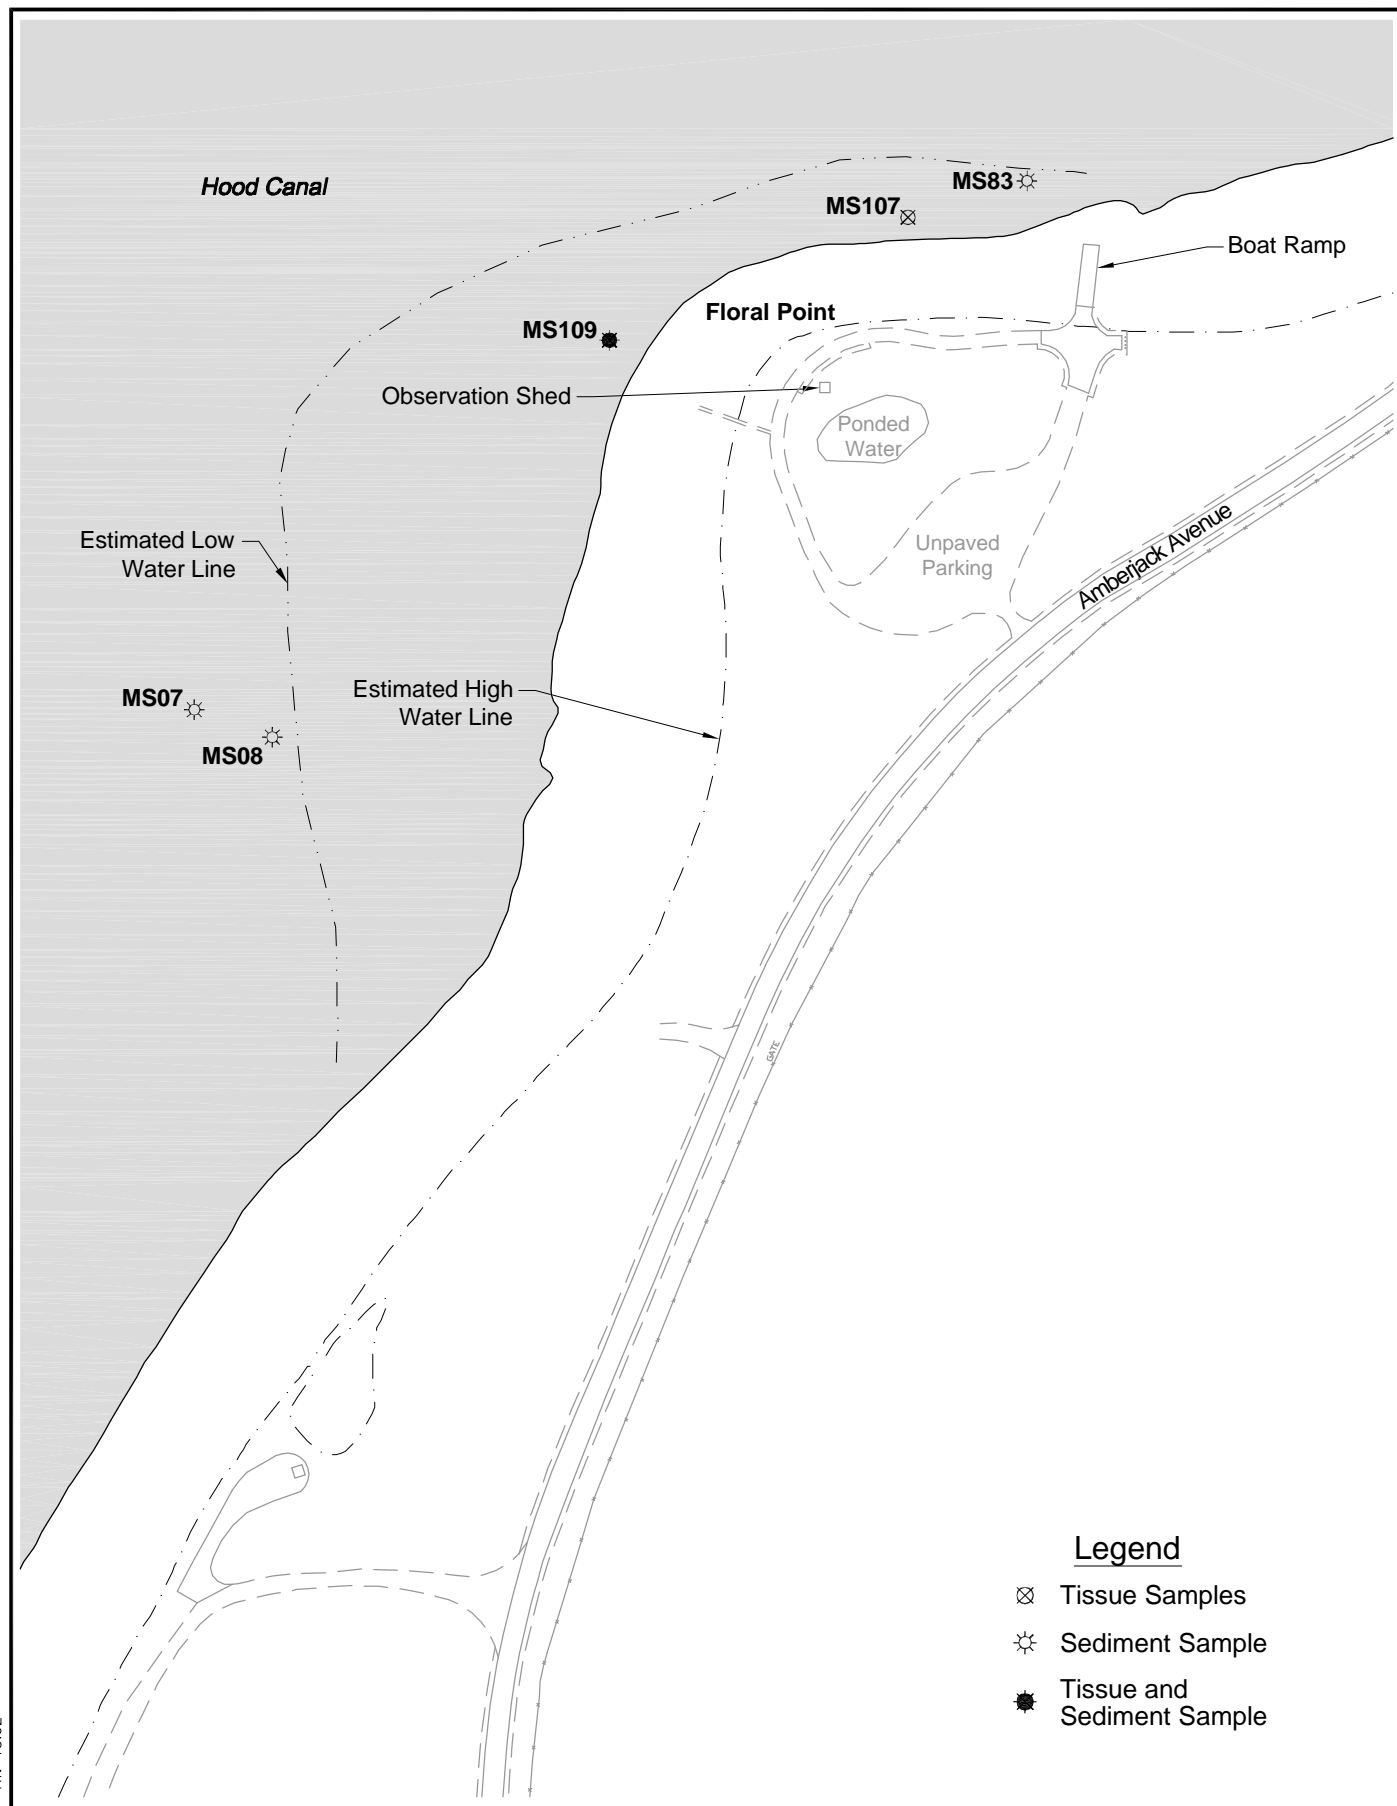 Hood Canal
MS83
MS107
Boat Ramp
Floral Point
MS109
Observation Shed
Ponded
Water
Estimated Low
Water Line
Unpaved
Parking
Amberjack Avenue
MS07
Estimated High
Water Line
MS08
GATE
Legend
Tissue Samples
Sediment Sample
Tissue and
Sediment Sample